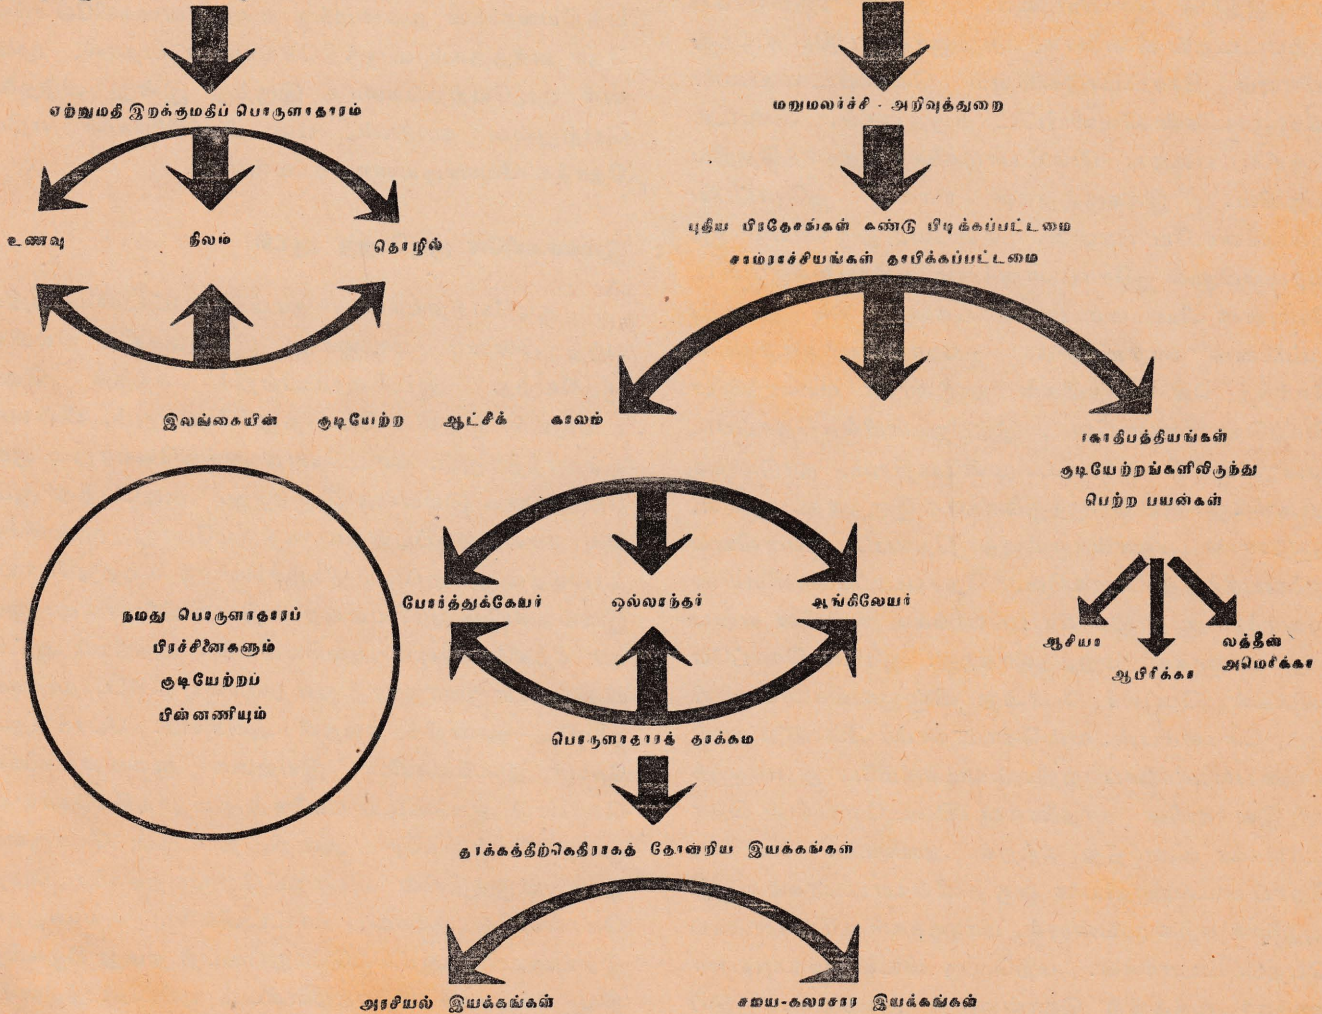 ஏற்றுமதி இறக்குமதிப் பொருளாதாரம்
உணவு
நிலம்
தொழில்
மறுமலர்ச்சி - அறிவுத்துறை
புதிய பிரதேசங்கள் கண்டு பிடிக்கப்பட்டமை
சாம்ராச்சியங்கள் தாபிக்கப்பட்டமை
இலங்கையின் குடியேற்ற ஆட்சிக் காலம்
ஏகாதிபத்தியங்கள்
குடியேற்றங்களிலிருந்து
பெற்ற பயன்கள்
ஆசியா
ஆபிரிக்கா
லத்தீன்
அமெரிக்கா
போர்த்துக்கேயர்
ஒல்லாந்தர்
ஆங்கிலேயர்
நமது பொருளாதாரப்
பிரச்சினைகளும்
குடியேற்றப்
பின்னணியும்
பொருளாதாரத் தாக்கம்
தாக்கத்திற்கெதிராகத் தோன்றிய இயக்கங்கள்
அரசியல் இயக்கங்கள்
சமய-கலாசார இயக்கங்கள்